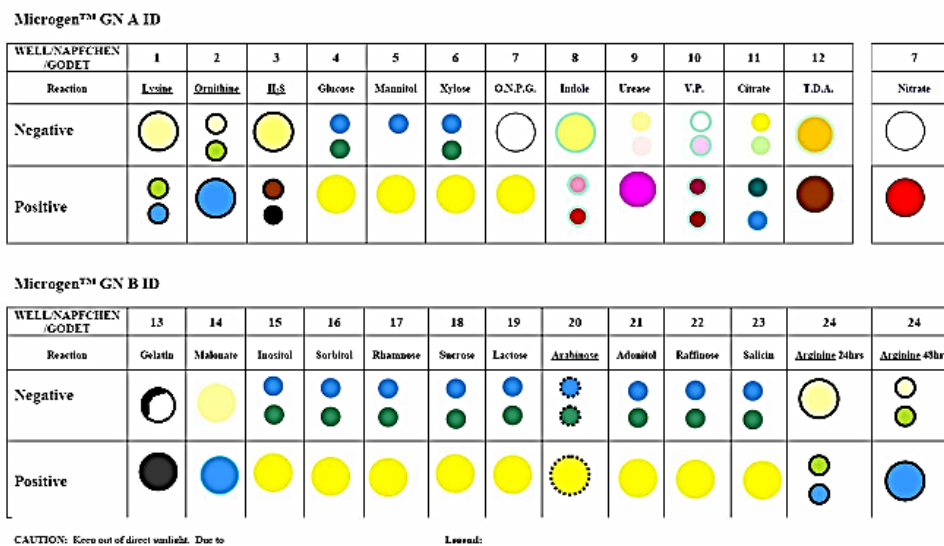 Microgen™ GN A ID
WELL/NAPFCHEN /GODET 1 2 3 4 5 6 7 8 9 10 11 12 7
Reaction Lysine Ornithine H₂S Glucose Mannitol Xylose O.N.P.G. Indole Urease V.P. Citrate T.D.A. Nitrate
Negative
Positive
Microgen™ GN B ID
WELL/NAPFCHEN /GODET 13 14 15 16 17 18 19 20 21 22 23 24 24
Reaction Gelatin Malonate Inositol Sorbitol Rhamnose Sucrose Lactose Arabinose Adonitol Raffinose Salicin Arginine 24hrs Arginine 48hr
Negative
Positive
CAUTION: Keep out of direct sunlight. Due to Legend: